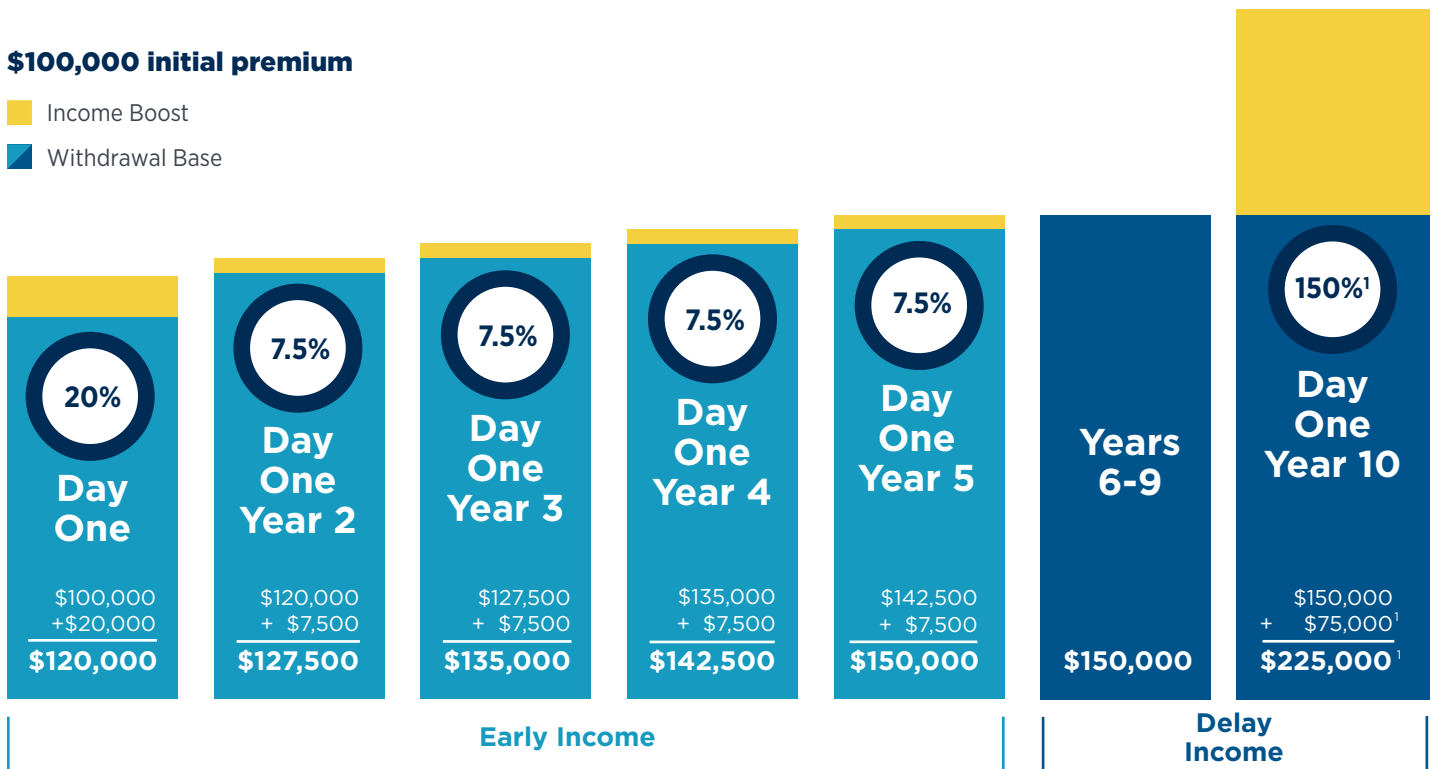 $100,000 initial premium
Income Boost
Withdrawal Base
20%
Day
One
$100,000
+$20,000
$120,000
7.5%
Day
One
Year 2
$120,000
+ $7,500
$127,500
7.5%
Day
One
Year 3
$127,500
+ $7,500
$135,000
7.5%
Day
One
Year 4
$135,000
+ $7,500
$142,500
7.5%
Day
One
Year 5
$142,500
+ $7,500
$150,000
Years
6-9
$150,000
150%¹
Day
One
Year 10
$150,000
+ $75,000¹
$225,000¹
Early Income
Delay
Income